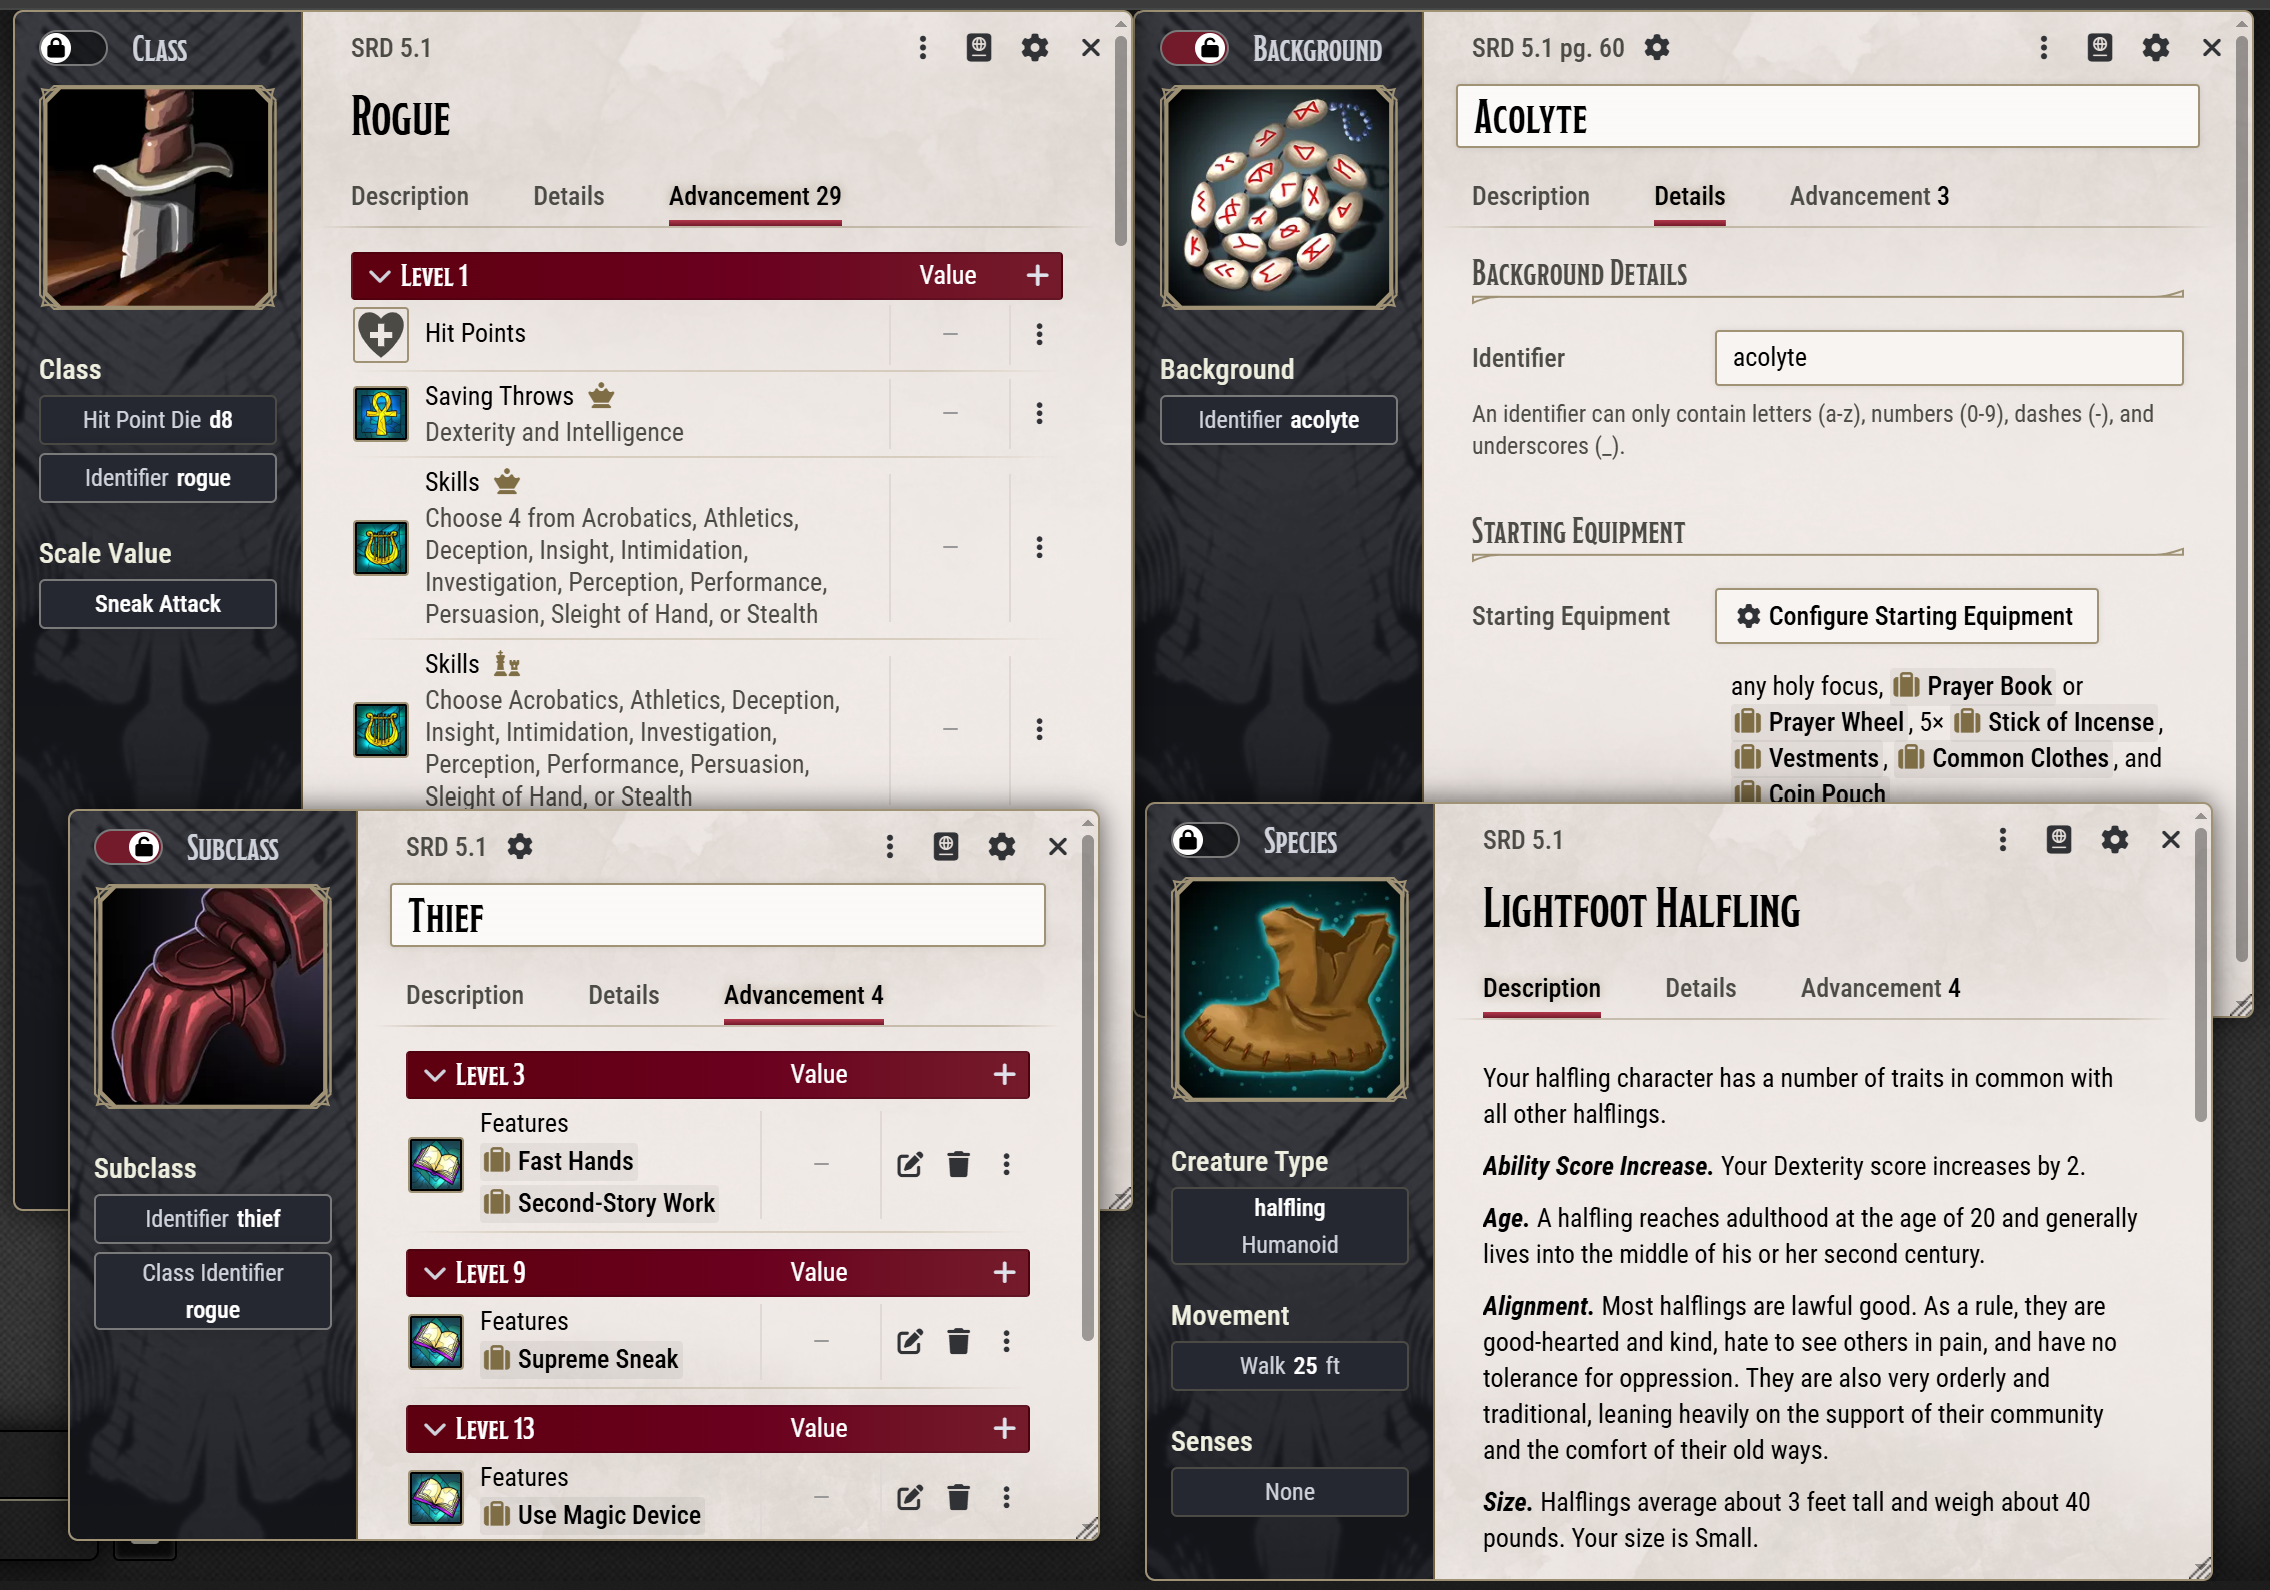 Class
SRD 5.1
Rogue
Description Details Advancement 29
Level 1 Value
Hit Points —
Saving Throws
Dexterity and Intelligence —
Skills
Choose 4 from Acrobatics, Athletics,
Deception, Insight, Intimidation,
Investigation, Perception, Performance,
Persuasion, Sleight of Hand, or Stealth
—
Skills
Choose Acrobatics, Athletics, Deception,
Insight, Intimidation, Investigation,
Perception, Performance, Persuasion,
Sleight of Hand, or Stealth
—
Class
Hit Point Die d8
Identifier rogue
Scale Value
Sneak Attack
Background
SRD 5.1 pg. 60
Acolyte
Description Details Advancement 3
Background
Identifier acolyte
Background Details
Identifier acolyte
An identifier can only contain letters (a-z), numbers (0-9), dashes (-), and
underscores (_).
Starting Equipment
Starting Equipment Configure Starting Equipment
any holy focus, Prayer Book or
Prayer Wheel, 5× Stick of Incense,
Vestments, Common Clothes, and
Coin Pouch
Subclass
SRD 5.1
Thief
Description Details Advancement 4
Subclass
Identifier thief
Class Identifier
rogue
Level 3 Value
Features
Fast Hands
Second-Story Work
—
Level 9 Value
Features
Supreme Sneak
—
Level 13 Value
Features
Use Magic Device
—
Species
SRD 5.1
Lightfoot Halfling
Description Details Advancement 4
Creature Type
halfling
Humanoid
Movement
Walk 25 ft
Senses
None
Your halfling character has a number of traits in common with
all other halflings.
Ability Score Increase. Your Dexterity score increases by 2.
Age. A halfling reaches adulthood at the age of 20 and generally
lives into the middle of his or her second century.
Alignment. Most halflings are lawful good. As a rule, they are
good-hearted and kind, hate to see others in pain, and have no
tolerance for oppression. They are also very orderly and
traditional, leaning heavily on the support of their community
and the comfort of their old ways.
Size. Halflings average about 3 feet tall and weigh about 40
pounds. Your size is Small.